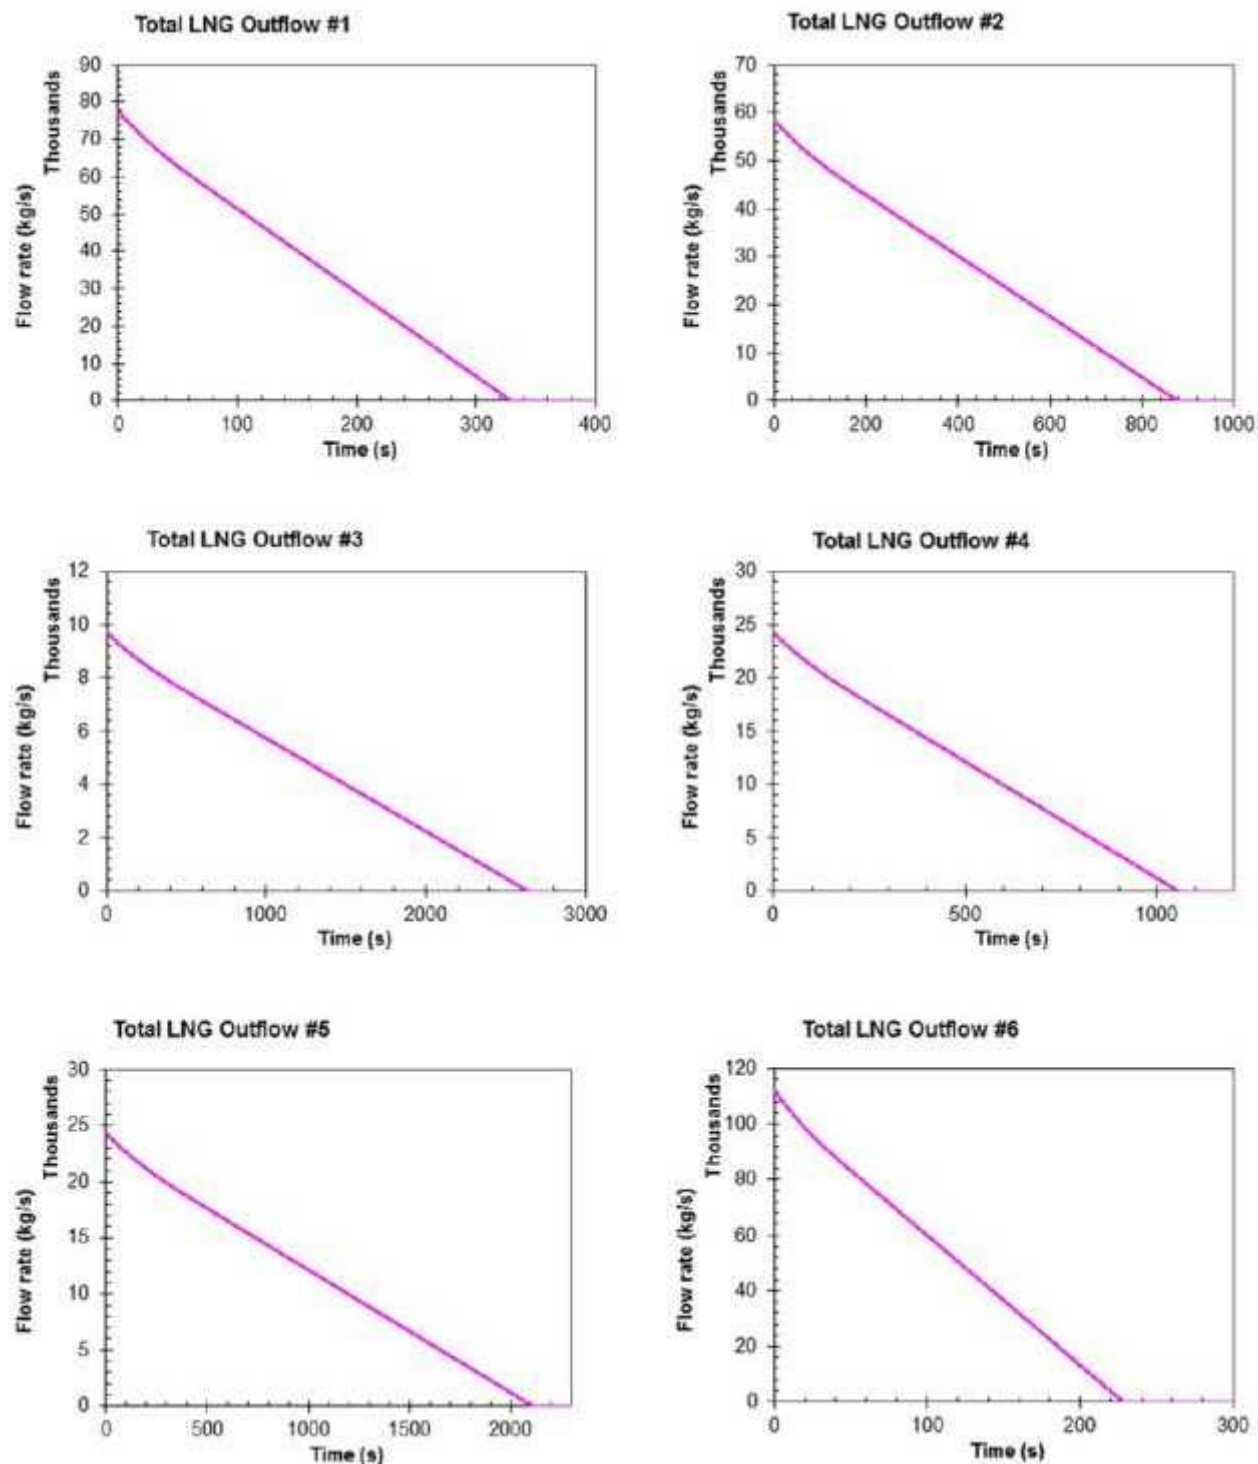 Total LNG Outflow #1
Thousands
Flow rate (kg/s)
90
80
70
60
50
40
30
20
10
0
0 100 200 300 400
Time (s)
Total LNG Outflow #2
Thousands
Flow rate (kg/s)
70
60
50
40
30
20
10
0
0 200 400 600 800 1000
Time (s)
Total LNG Outflow #3
Thousands
Flow rate (kg/s)
12
10
8
6
4
2
0
0 1000 2000 3000
Time (s)
Total LNG Outflow #4
Thousands
Flow rate (kg/s)
30
25
20
15
10
5
0
0 500 1000
Time (s)
Total LNG Outflow #5
Thousands
Flow rate (kg/s)
30
25
20
15
10
5
0
0 500 1000 1500 2000
Time (s)
Total LNG Outflow #6
Thousands
Flow rate (kg/s)
120
100
80
60
40
20
0
0 100 200 300
Time (s)